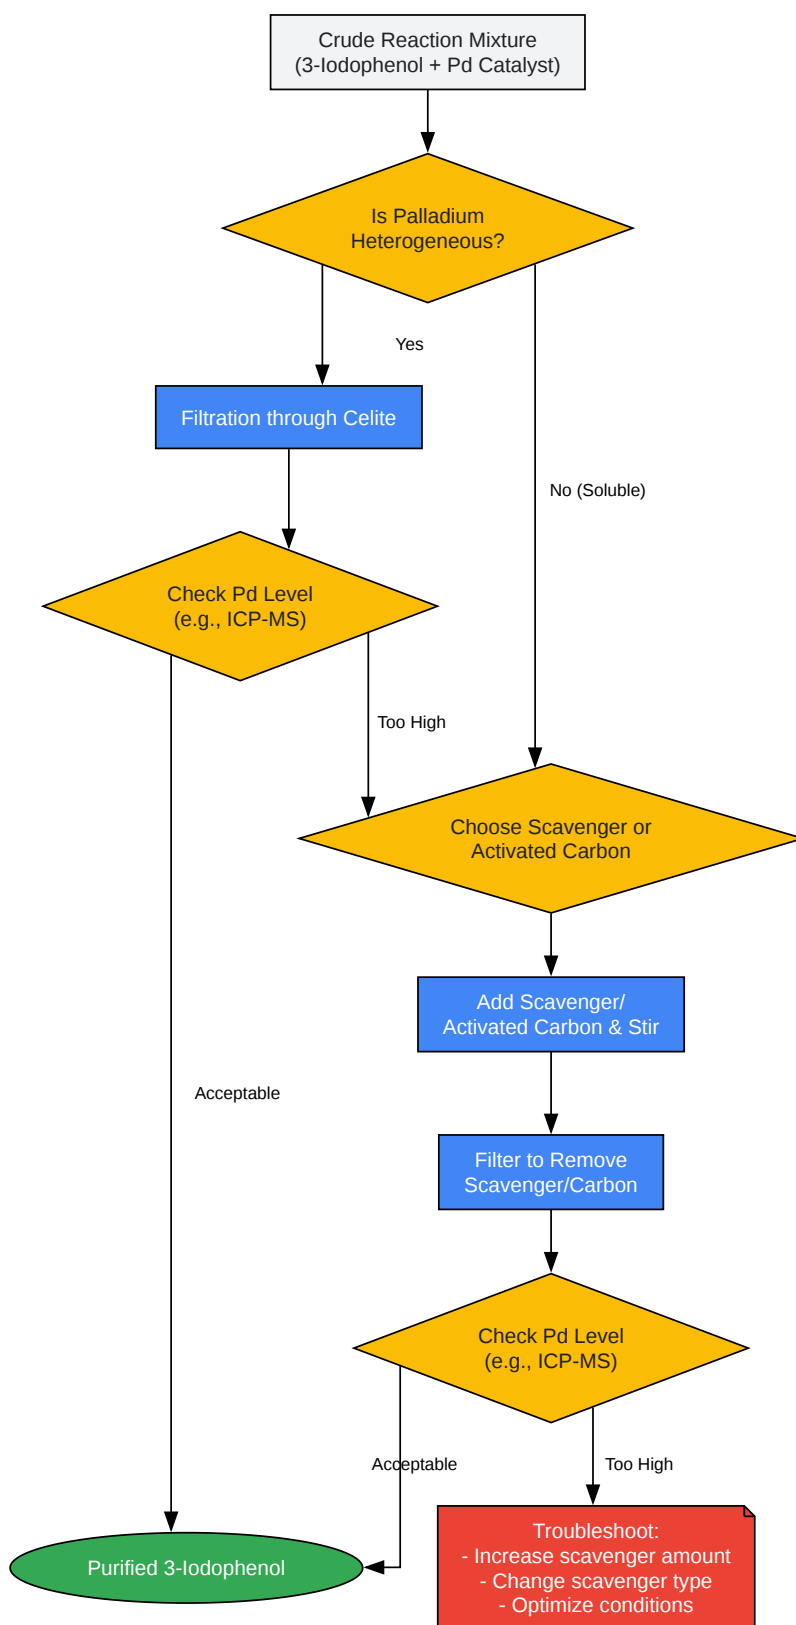 Crude Reaction Mixture
(3-Iodophenol + Pd Catalyst)
Is Palladium
Heterogeneous?
Yes
Filtration through Celite
No (Soluble)
Check Pd Level
(e.g., ICP-MS)
Too High
Choose Scavenger or
Activated Carbon
Add Scavenger/
Activated Carbon & Stir
Acceptable
Filter to Remove
Scavenger/Carbon
Check Pd Level
(e.g., ICP-MS)
Acceptable
Too High
Purified 3-Iodophenol
Troubleshoot:
- Increase scavenger amount
- Change scavenger type
- Optimize conditions